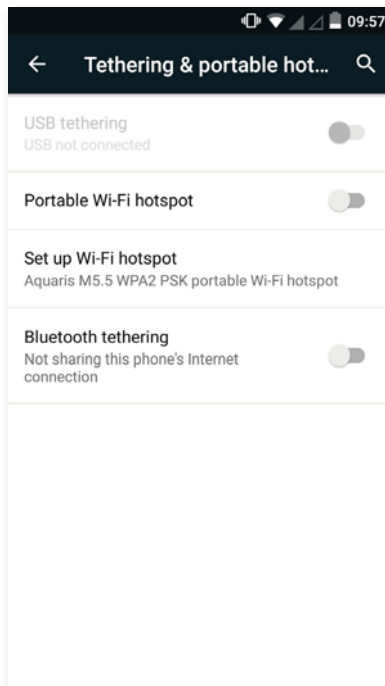 09:57
Tethering & portable hot...
USB tethering
USB not connected
Portable Wi-Fi hotspot
Set up Wi-Fi hotspot
Aquaris M5.5 WPA2 PSK portable Wi-Fi hotspot
Bluetooth tethering
Not sharing this phone's Internet
connection